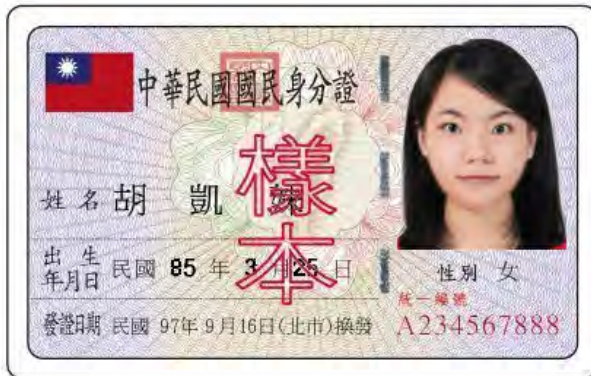 中華民國國民身分證
樣本
姓名 胡 凱
出生年月日 民國 85 年 3 月 25 日
性別 女
發證日期 民國 97年 9月16日(北市)換發
統一編號
A234567888